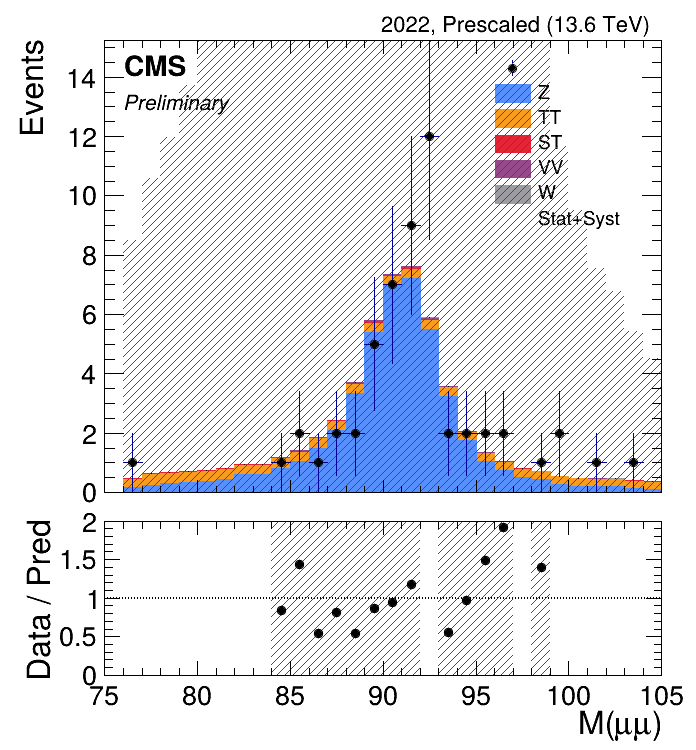 2022, Prescaled (13.6 TeV)
CMS
Preliminary
Events
14
12
10
8
6
4
2
0
Z
TT
ST
VV
W
Stat+Syst
Data / Pred
2
1.5
1
0.5
0
75 80 85 90 95 100 105
M(μμ)